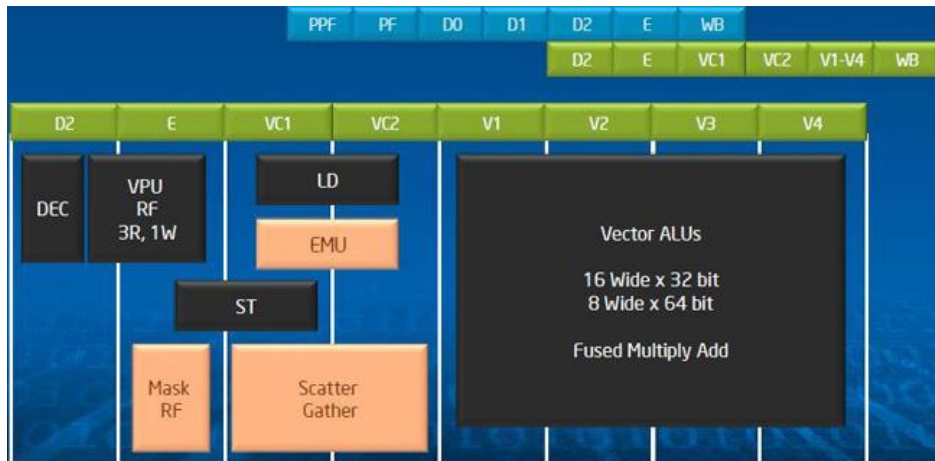 PPF PF D0 D1 D2 E WB
D2 E VC1 VC2 V1-V4 WB
D2 E VC1 VC2 V1 V2 V3 V4
DEC
VPU
RF
3R, 1W
LD
EMU
ST
Mask
RF
Scatter
Gather
Vector ALUs
16 Wide x 32 bit
8 Wide x 64 bit
Fused Multiply Add